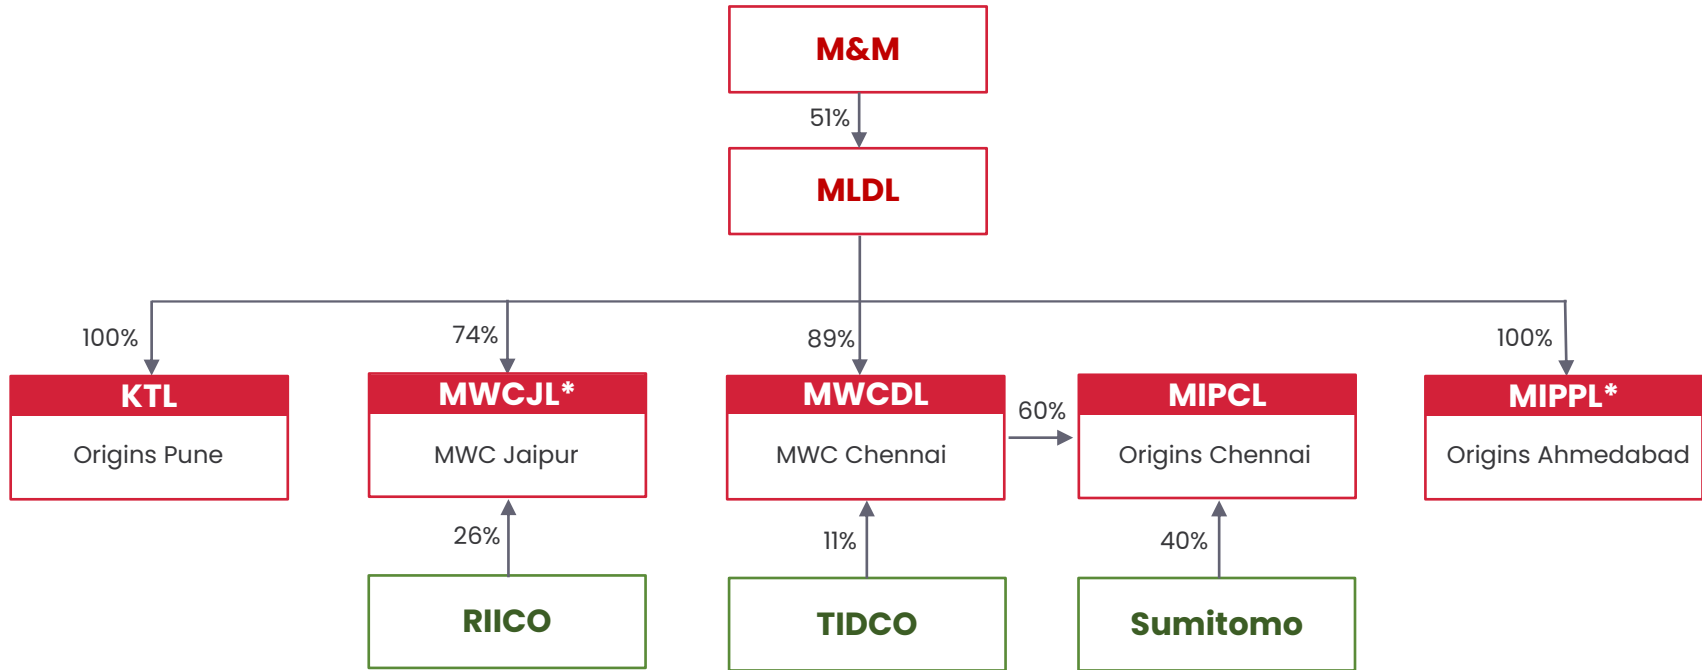 M&M
51%
MLDL
100%
74%
89%
100%
KTL
Origins Pune
MWCJL*
MWC Jaipur
MWCDL
MWC Chennai
60%
MIPCL
Origins Chennai
MIPPL*
Origins Ahmedabad
26%
11%
40%
RIICO
TIDCO
Sumitomo